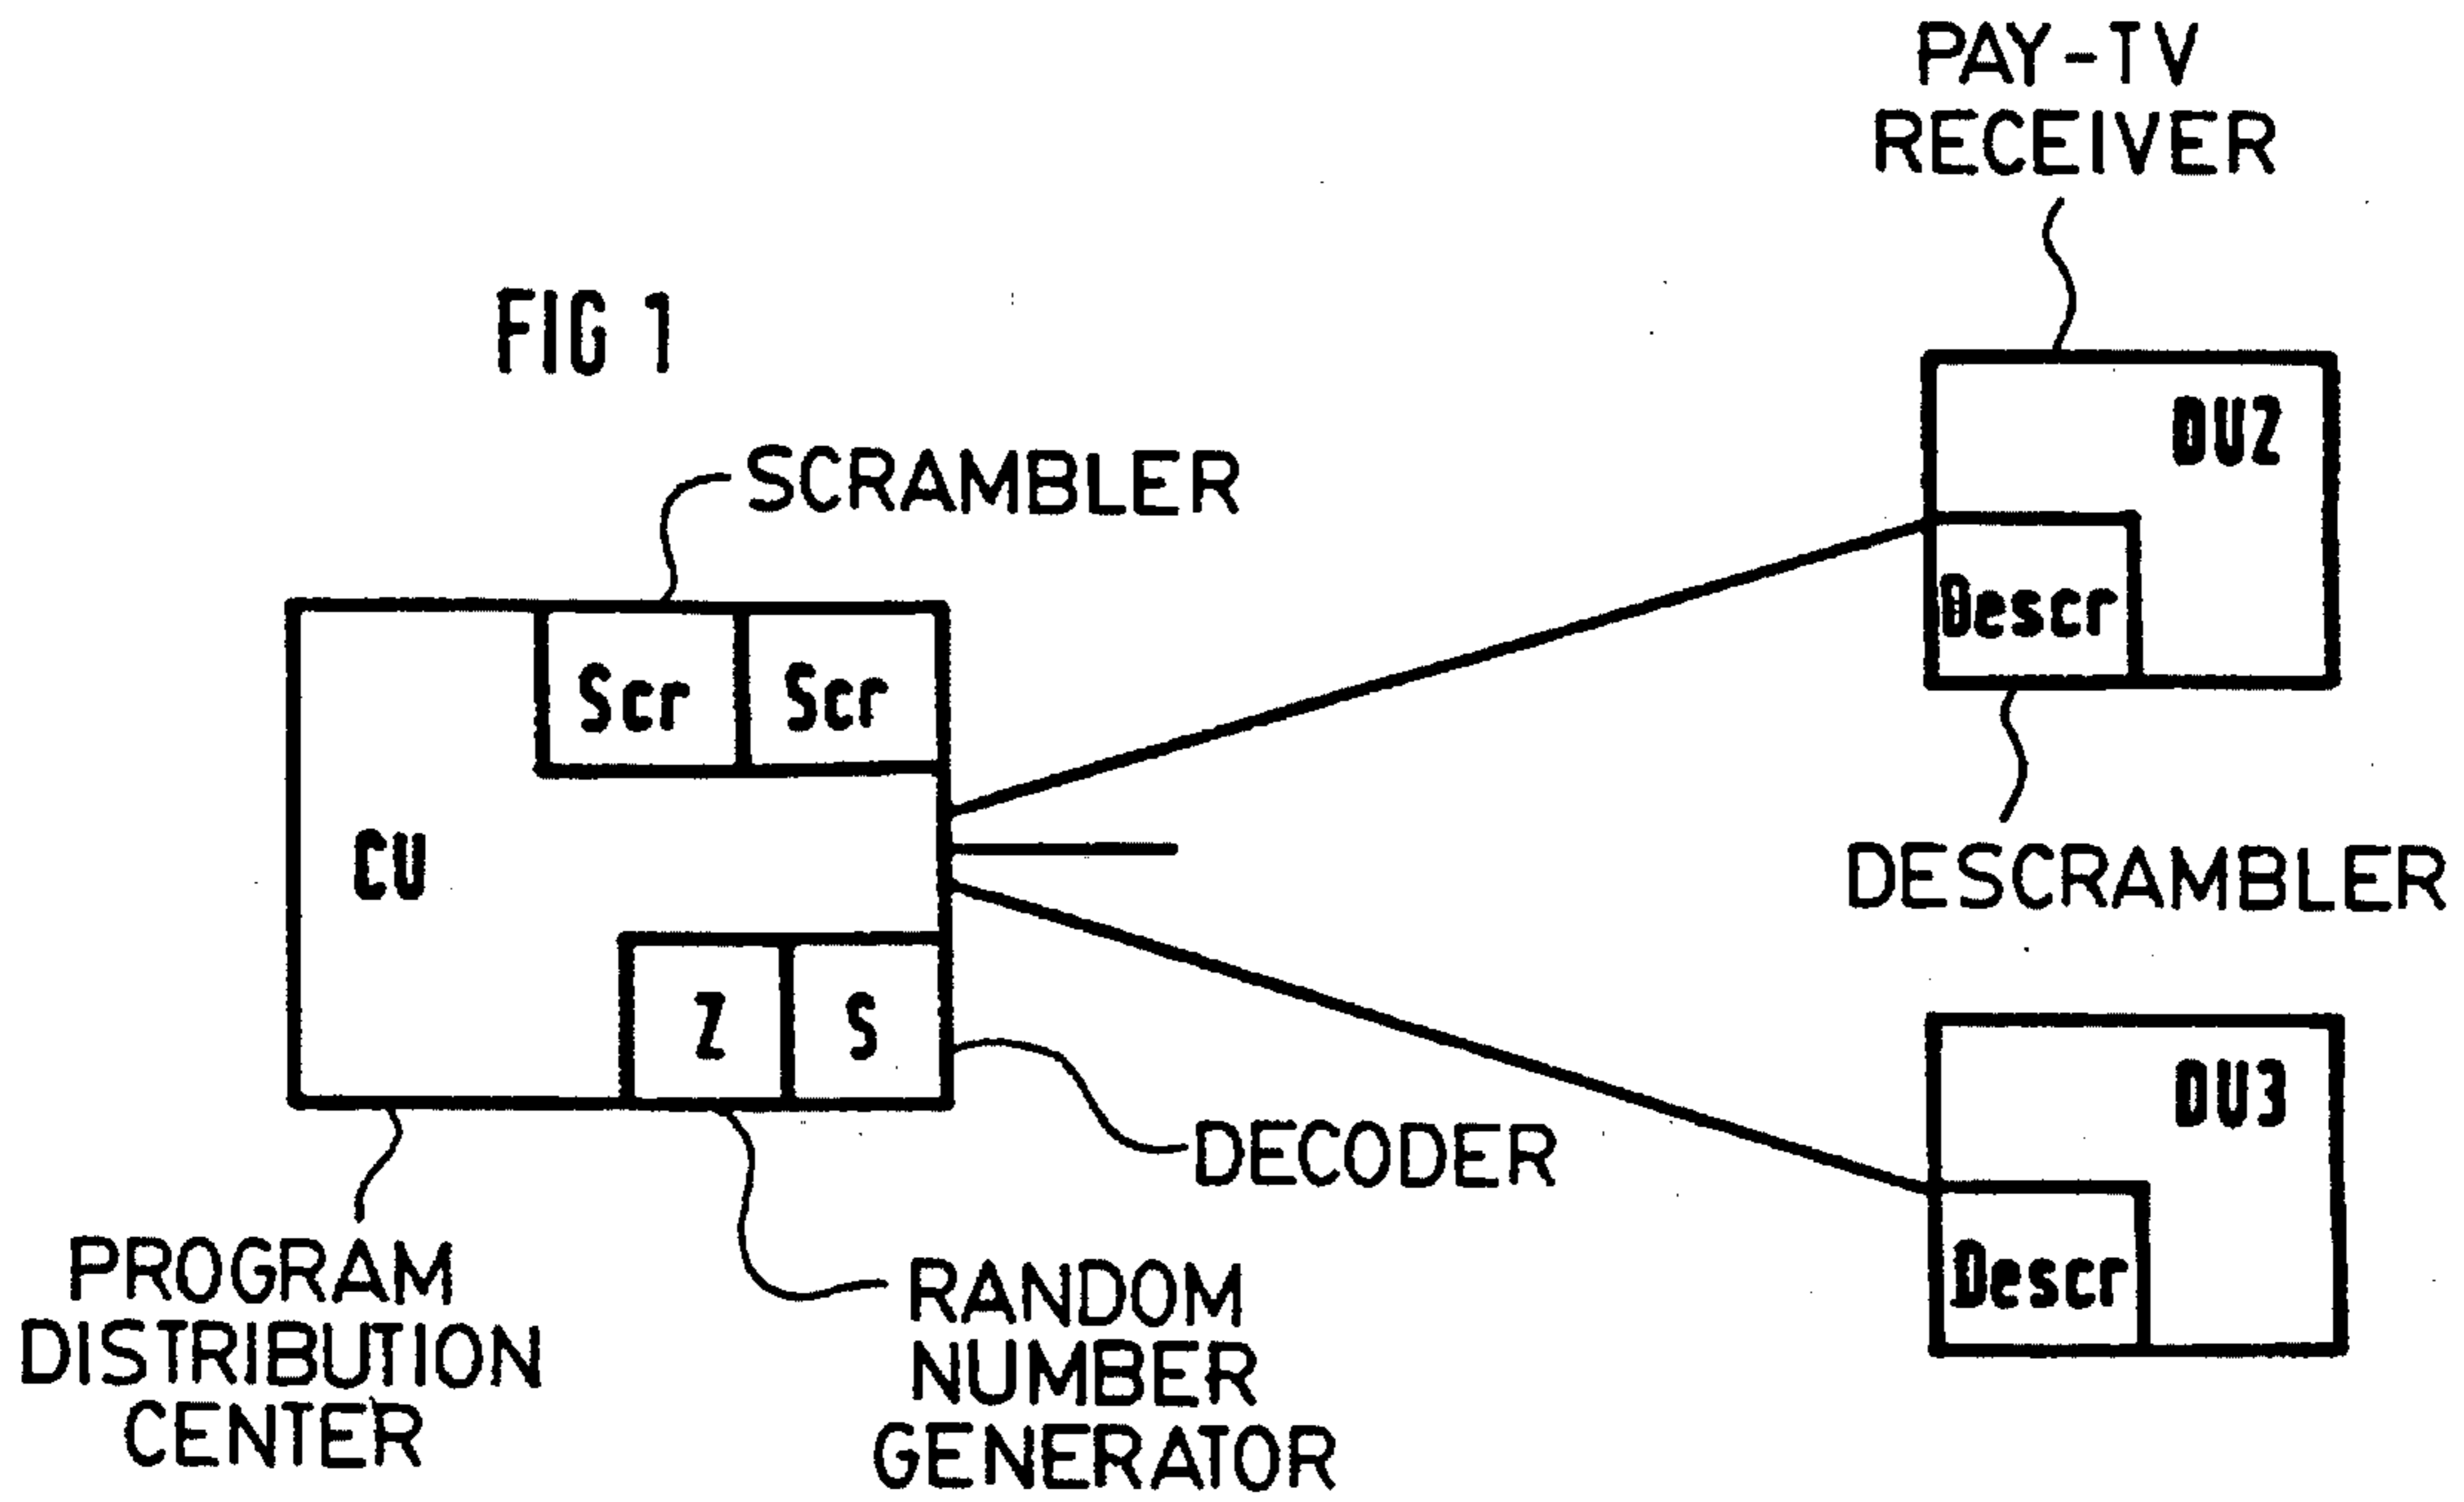 PAY-TV
RECEIVER
FIG 1
DU2
SCRAMBLER
Descr
Scr Scr
CU
DESCRAMBLER
Z S
DU3
DECODER
PROGRAM
DISTRIBUTION
CENTER
RANDOM
NUMBER
GENERATOR
Descr